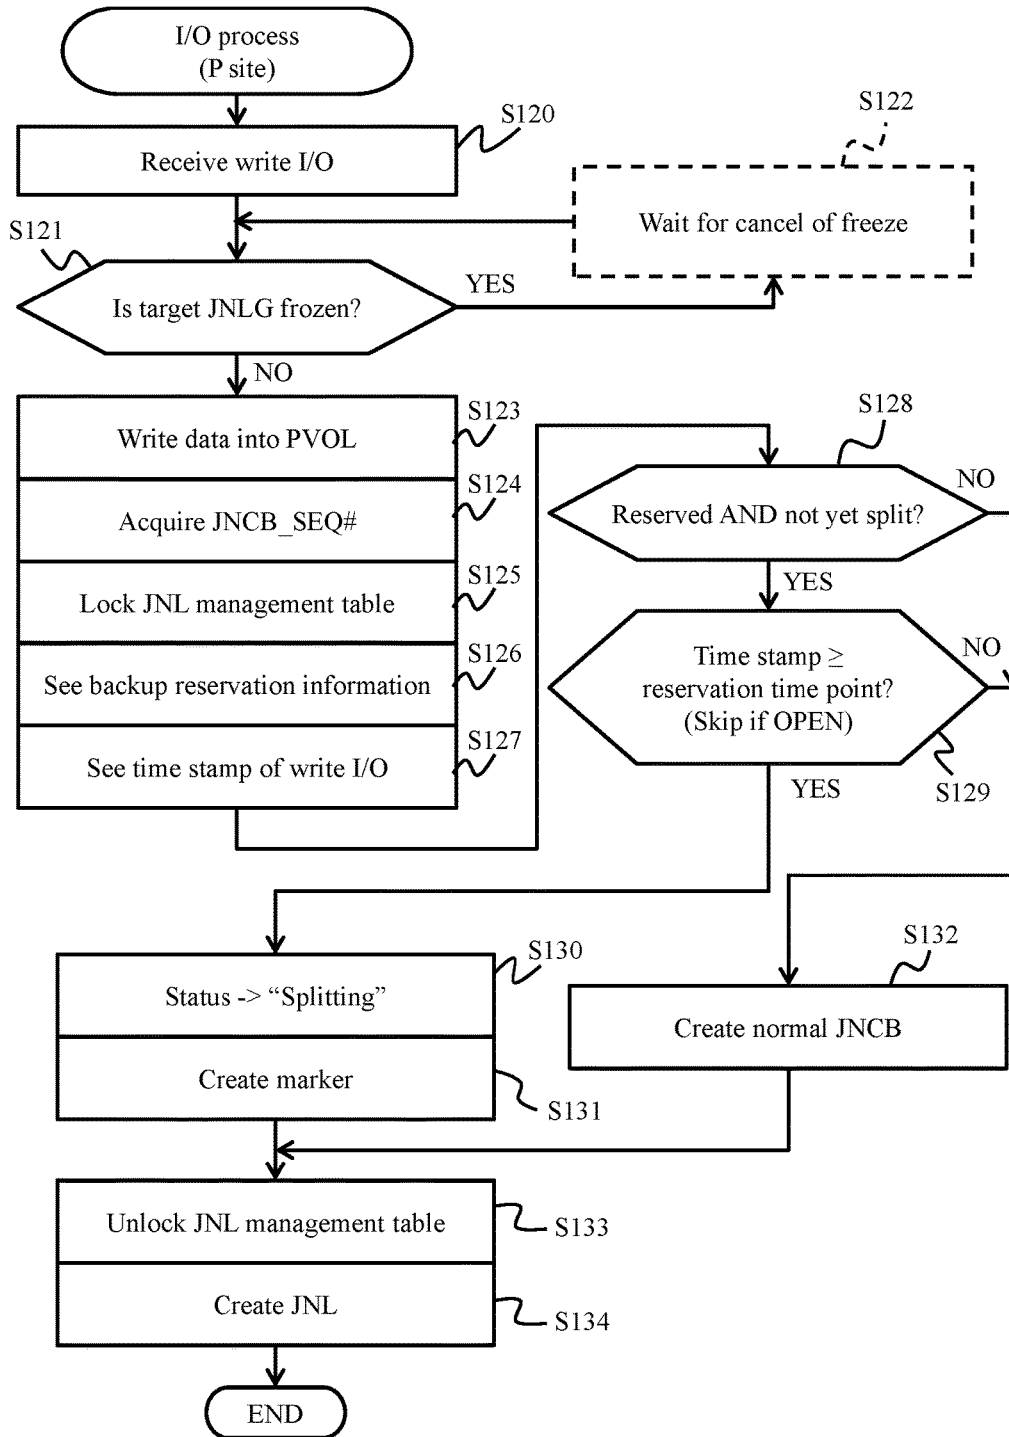 I/O process
(P site)
S120
Receive write I/O
S122
Wait for cancel of freeze
S121
Is target JNLG frozen?
YES
NO
S123
Write data into PVOL
S124
Acquire JNCB_SEQ#
S125
Lock JNL management table
S126
See backup reservation information
S127
See time stamp of write I/O
S128
Reserved AND not yet split?
NO
YES
Time stamp ≥
reservation time point?
(Skip if OPEN)
NO
S129
YES
S130
Status -> “Splitting”
Create marker
S131
S132
Create normal JNCB
Unlock JNL management table
S133
Create JNL
S134
END